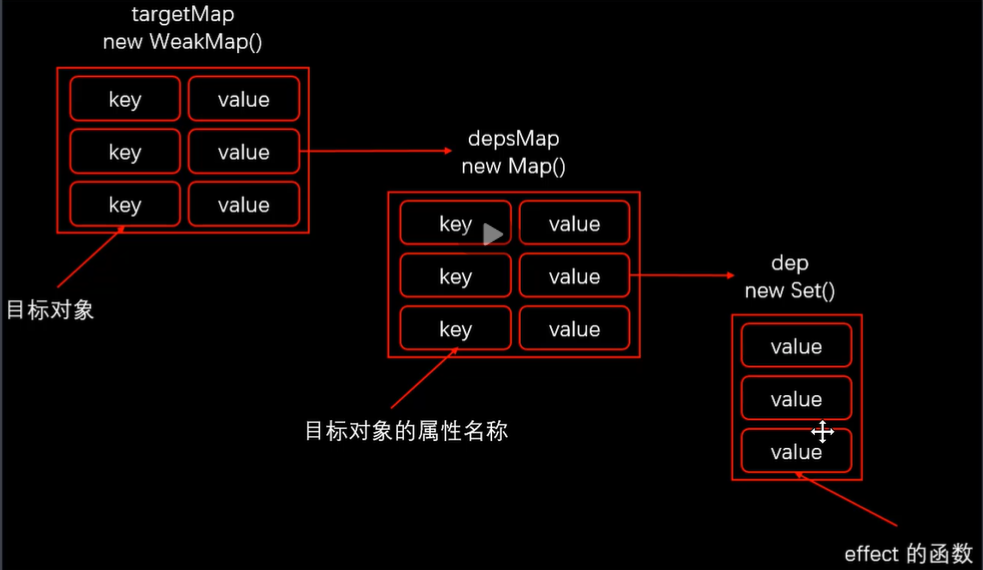 targetMap
new WeakMap()
key value
key value
key value
目标对象
depsMap
new Map()
key value
key value
key value
目标对象的属性名称
dep
new Set()
value
value
value
effect 的函数